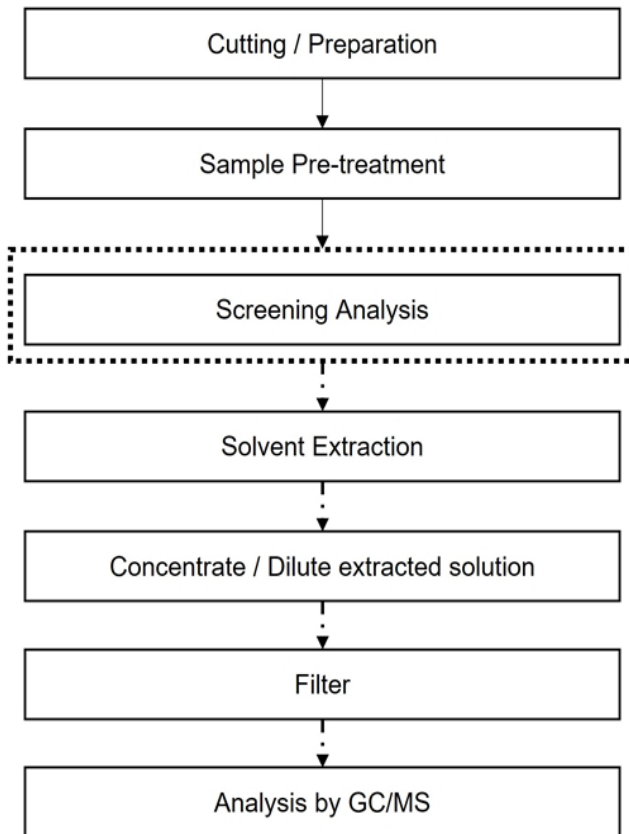 Cutting / Preparation
Sample Pre-treatment
Screening Analysis
Solvent Extraction
Concentrate / Dilute extracted solution
Filter
Analysis by GC/MS